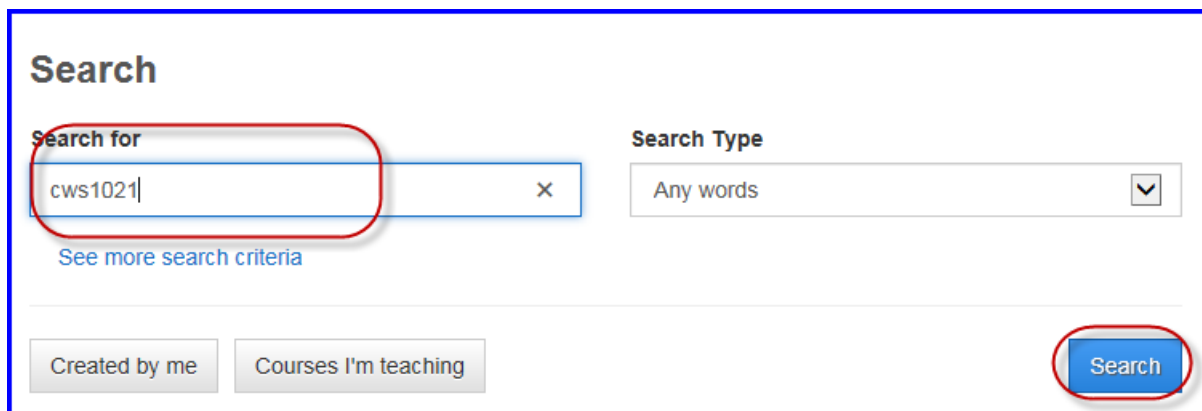 Search
Search for
Search Type
cws1021
Any words
See more search criteria
Created by me
Courses I'm teaching
Search